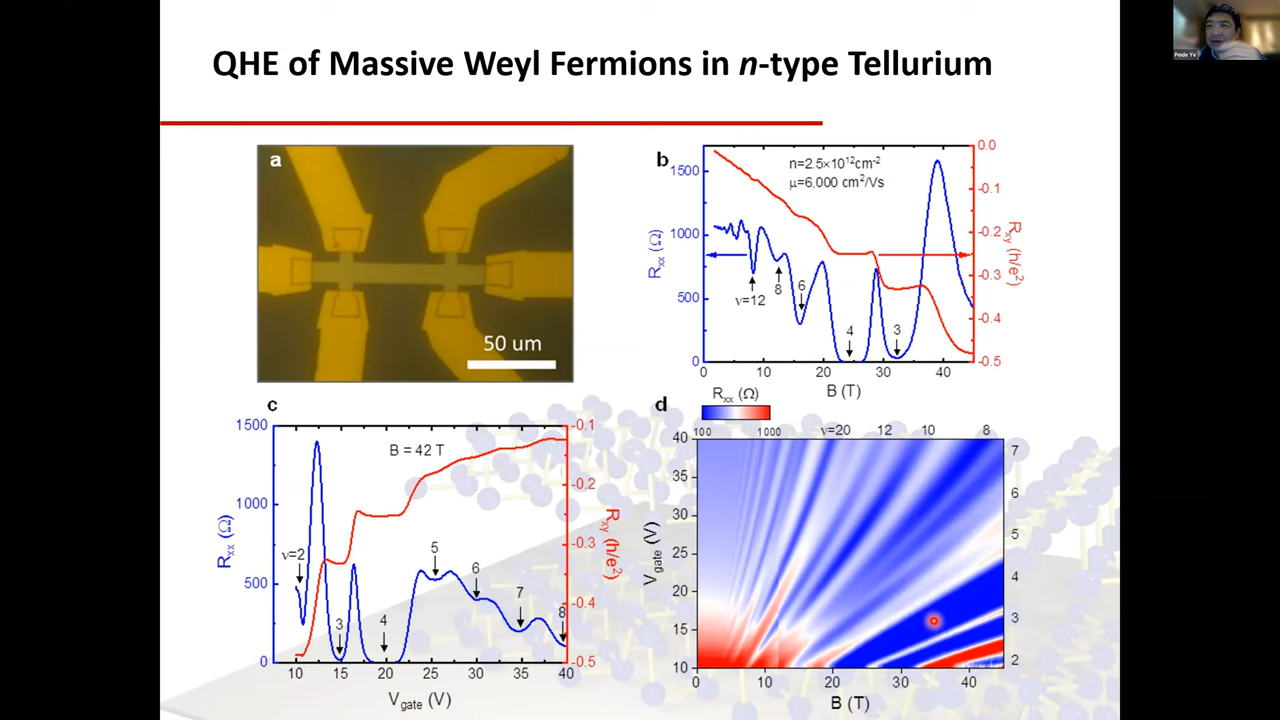 QHE of Massive Weyl Fermions in n-type Tellurium
Peide Ye
a
50 um
b
n=2.5×10¹²cm⁻²
μ=6,000 cm²/Vs
1500
1000
500
0
Rxx (Ω)
ν=12
8
6
4
3
0.0
-0.1
-0.2
-0.3
-0.4
-0.5
Rxy (h/e²)
0 10 20 30 40
B (T)
c
B = 42 T
1500
1000
500
0
Rxx (Ω)
ν=2
3
4
5
6
7
8
-0.1
-0.2
-0.3
-0.4
-0.5
Rxy (h/e²)
10 15 20 25 30 35 40
Vgate (V)
d
Rxx (Ω)
100 1000
ν=20 12 10 8
40
35
30
25
20
15
10
Vgate (V)
7
6
5
4
3
2
0 10 20 30 40
B (T)